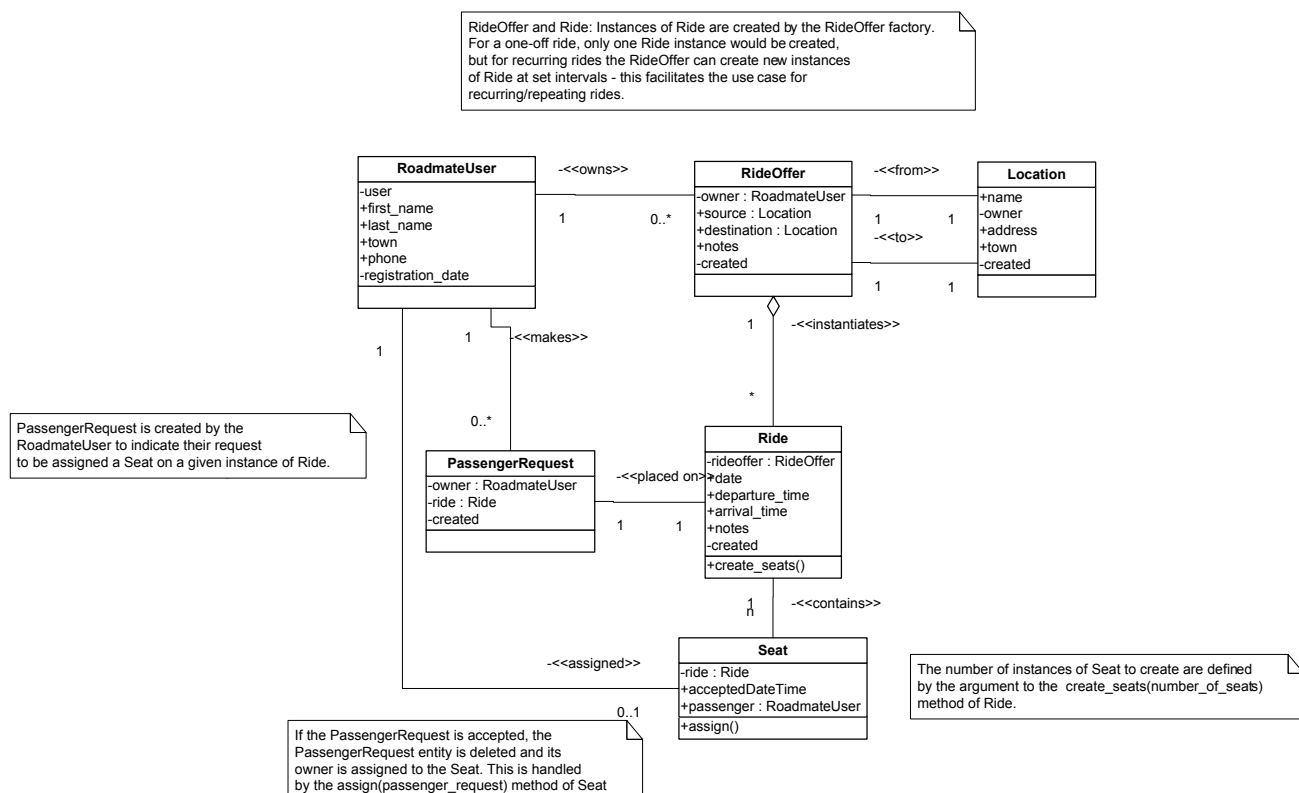 RideOffer and Ride: Instances of Ride are created by the RideOffer factory.
For a one-off ride, only one Ride instance would be created,
but for recurring rides the RideOffer can create new instances
of Ride at set intervals - this facilitates the use case for
recurring/repeating rides.
RoadmateUser
-user
+first_name
+last_name
+town
+phone
-registration_date
-<<owns>>
1
0..*
RideOffer
-owner : RoadmateUser
+source : Location
+destination : Location
+notes
-created
-<<from>>
1
1
-<<to>>
1
1
Location
+name
-owner
+address
+town
-created
1
-<<instantiates>>
*
1
1
-<<makes>>
0..*
PassengerRequest is created by the
RoadmateUser to indicate their request
to be assigned a Seat on a given instance of Ride.
PassengerRequest
-owner : RoadmateUser
-ride : Ride
-created
-<<placed on>>
1
1
Ride
-rideoffer : RideOffer
+date
+departure_time
+arrival_time
+notes
-created
+create_seats()
1
n
-<<contains>>
-<<assigned>>
0..1
Seat
-ride : Ride
+acceptedDateTime
+passenger : RoadmateUser
+assign()
The number of instances of Seat to create are defined
by the argument to the create_seats(number_of_seats)
method of Ride.
If the PassengerRequest is accepted, the
PassengerRequest entity is deleted and its
owner is assigned to the Seat. This is handled
by the assign(passenger_request) method of Seat